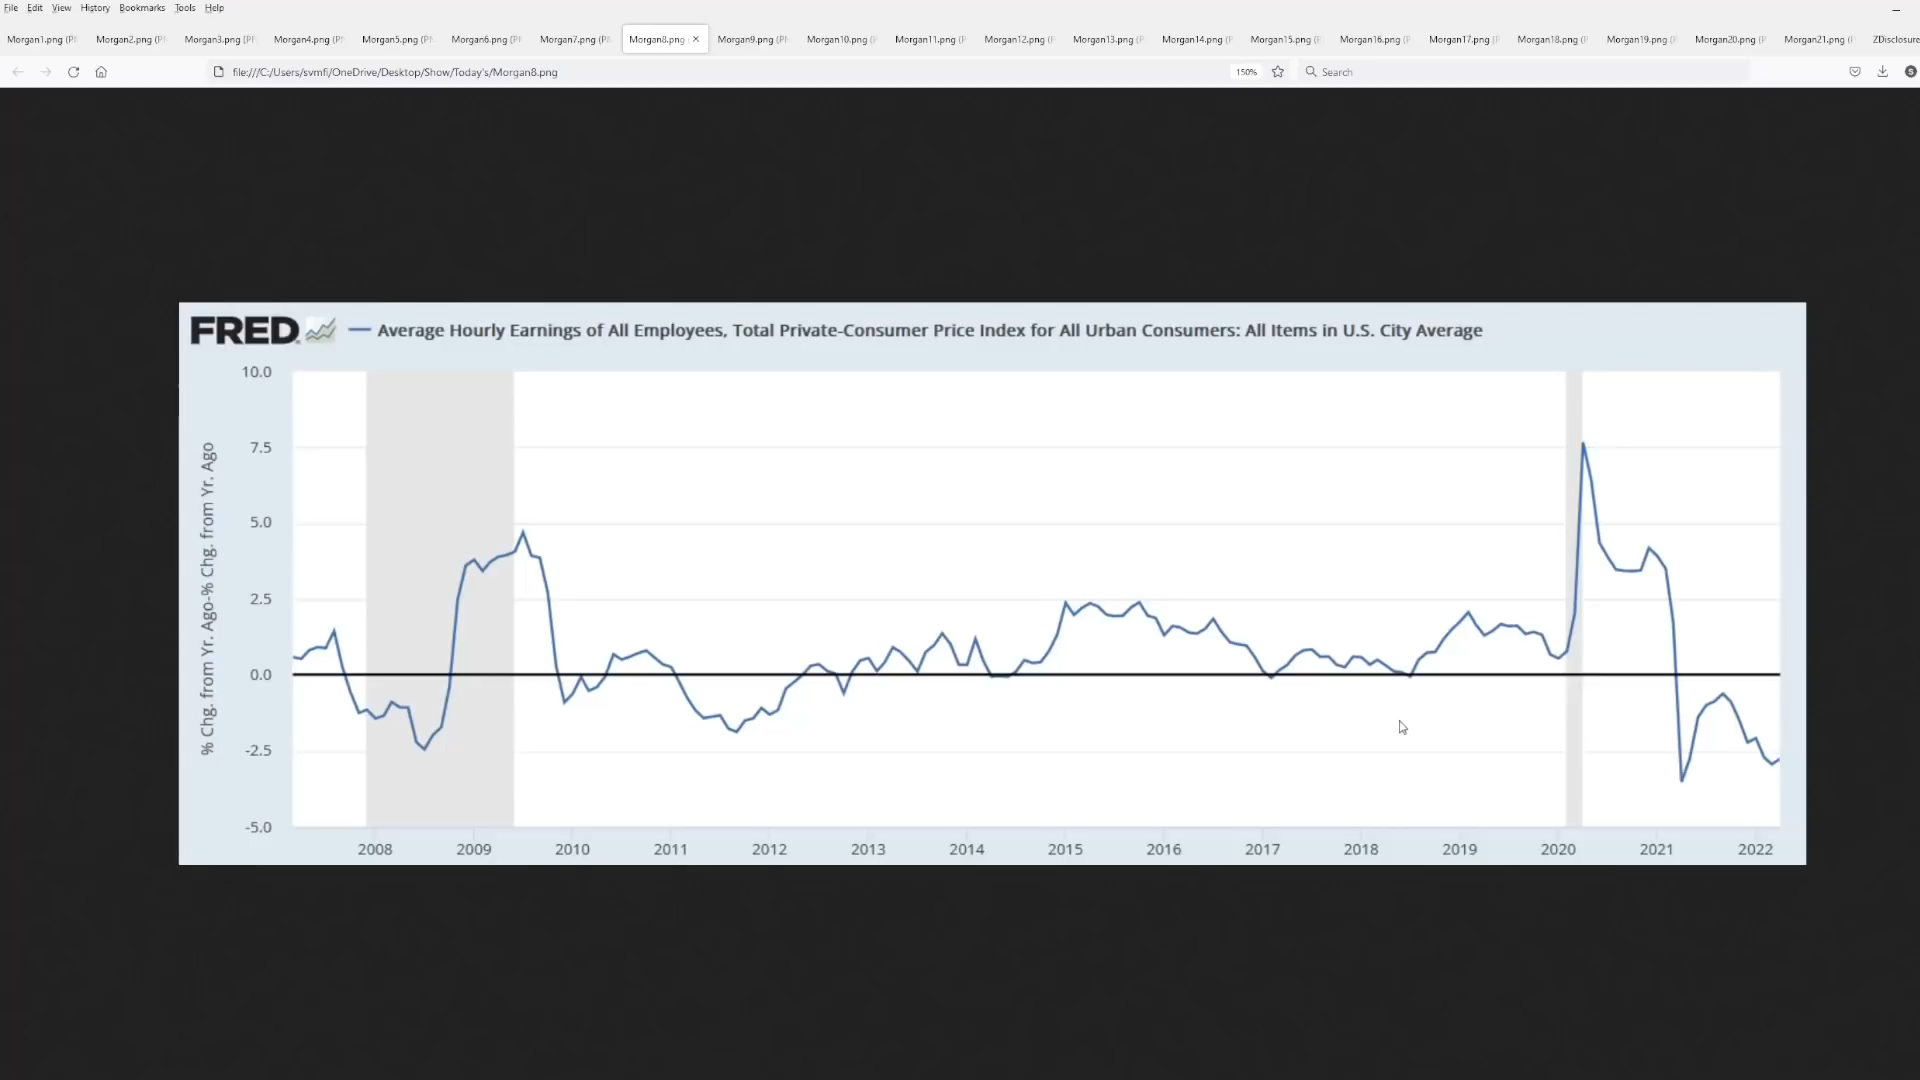 File Edit View History Bookmarks Tools Help
Morgan1.png (P Morgan2.png (P Morgan3.png (P Morgan4.png (P Morgan5.png (P Morgan6.png (P Morgan7.png (P Morgan8.png Morgan9.png (P Morgan10.png ( Morgan11.png ( Morgan12.png ( Morgan13.png ( Morgan14.png ( Morgan15.png ( Morgan16.png ( Morgan17.png ( Morgan18.png ( Morgan19.png ( Morgan20.png ( Morgan21.png ( ZDisclosure
file:///C:/Users/svmfi/OneDrive/Desktop/Show/Today's/Morgan8.png 150% Search S
FRED Average Hourly Earnings of All Employees, Total Private-Consumer Price Index for All Urban Consumers: All Items in U.S. City Average
% Chg. from Yr. Ago-% Chg. from Yr. Ago
10.0
7.5
5.0
2.5
0.0
-2.5
-5.0
2008 2009 2010 2011 2012 2013 2014 2015 2016 2017 2018 2019 2020 2021 2022